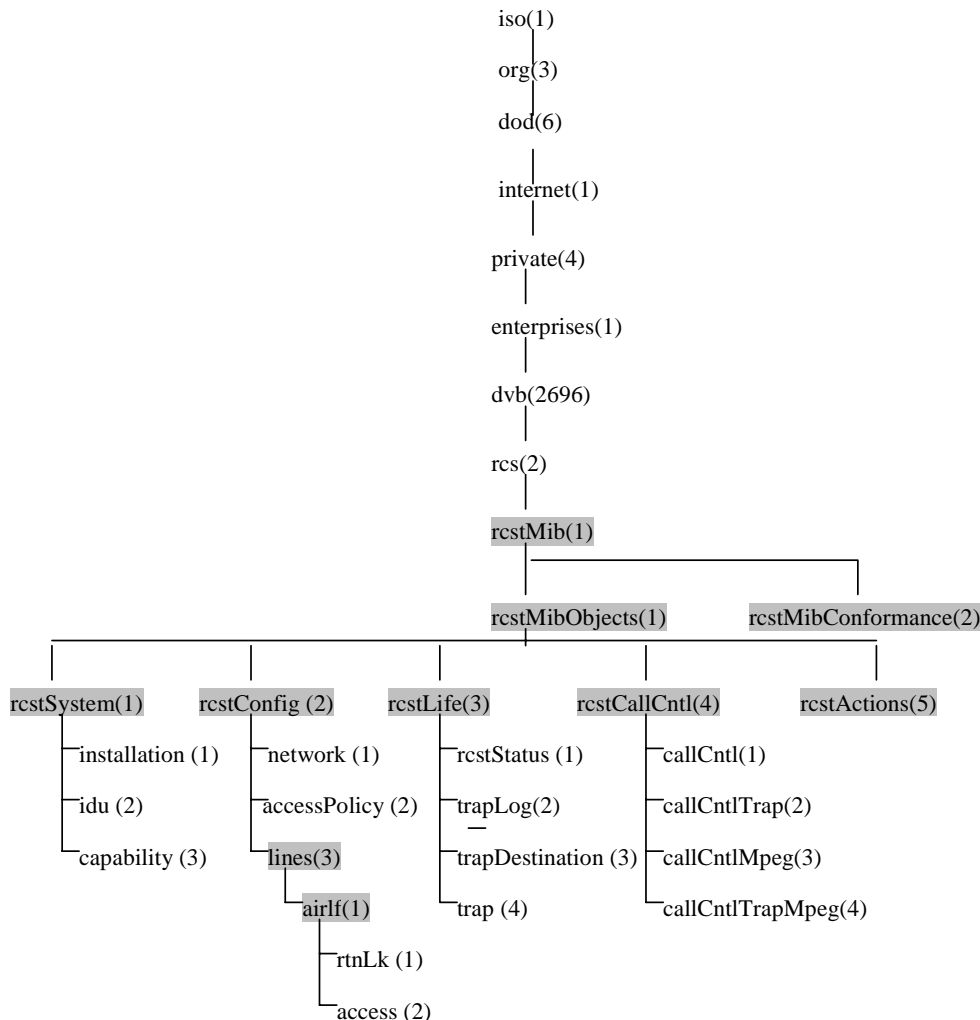 iso(1)
org(3)
dod(6)
internet(1)
private(4)
enterprises(1)
dvb(2696)
rcs(2)
rcstMib(1)
rcstMibObjects(1) rcstMibConformance(2)
rcstSystem(1) rcstConfig (2) rcstLife(3) rcstCallCntl(4) rcstActions(5)
installation (1) network (1) rcstStatus (1) callCntl(1)
idu (2) accessPolicy (2) trapLog(2) callCntlTrap(2)
capability (3) lines(3) trapDestination (3) callCntlMpeg(3)
airlf(1) trap (4) callCntlTrapMpeg(4)
rtnLk (1)
access (2)